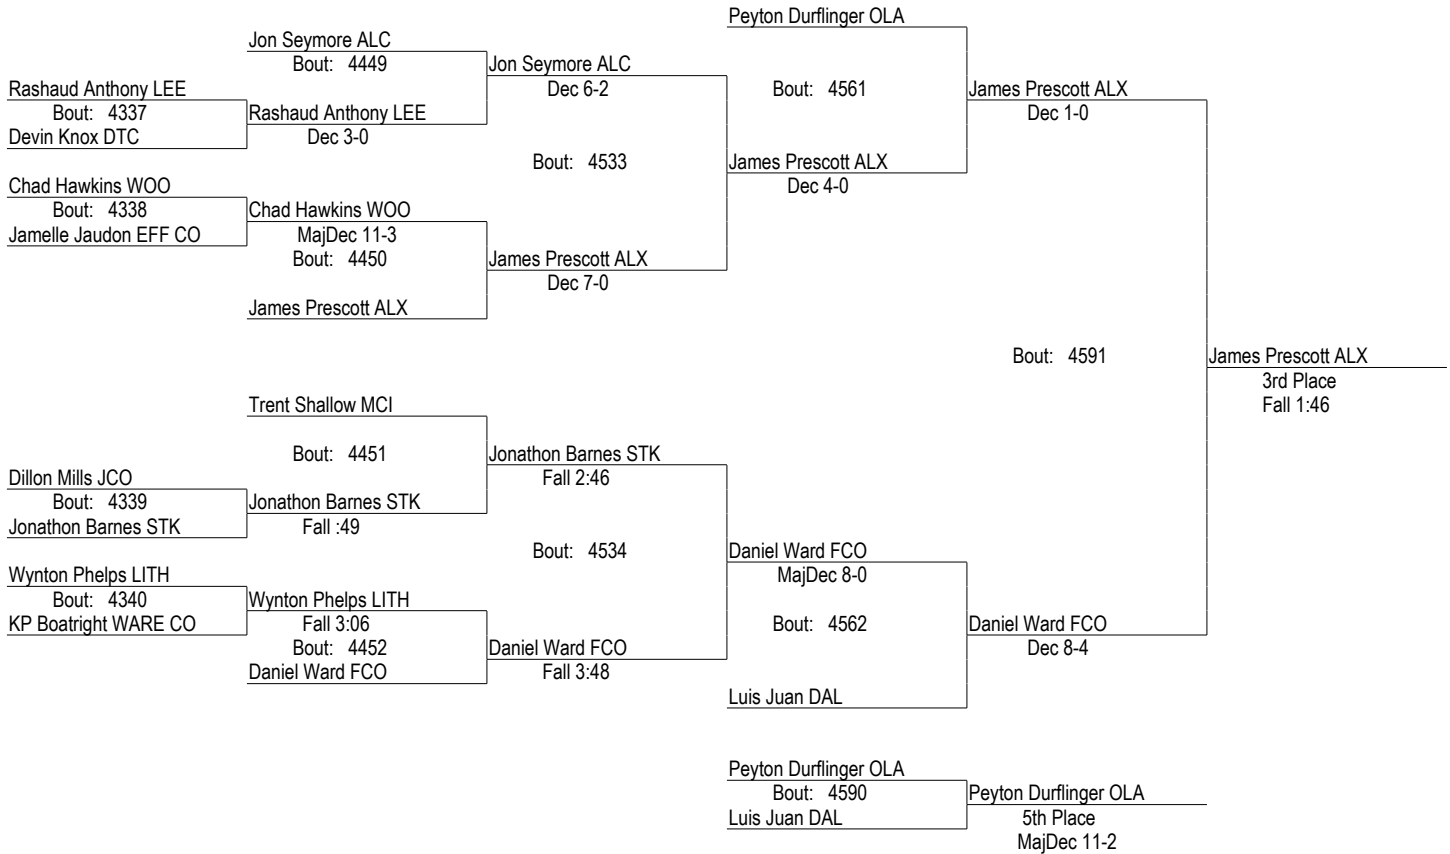 Peyton Durflinger OLA
Jon Seymore ALC
Bout: 4449
Jon Seymore ALC
Dec 6-2
Rashaud Anthony LEE
Bout: 4337
Devin Knox DTC
Rashaud Anthony LEE
Dec 3-0
Bout: 4561
James Prescott ALX
Dec 1-0
Bout: 4533
James Prescott ALX
Dec 4-0
Chad Hawkins WOO
Bout: 4338
Jamelle Jaudon EFF CO
Chad Hawkins WOO
MajDec 11-3
Bout: 4450
James Prescott ALX
Dec 7-0
James Prescott ALX
Bout: 4591
James Prescott ALX
3rd Place
Fall 1:46
Trent Shallow MCI
Bout: 4451
Jonathon Barnes STK
Fall 2:46
Dillon Mills JCO
Bout: 4339
Jonathon Barnes STK
Jonathon Barnes STK
Fall :49
Bout: 4534
Daniel Ward FCO
MajDec 8-0
Wynton Phelps LITH
Bout: 4340
KP Boatright WARE CO
Wynton Phelps LITH
Fall 3:06
Bout: 4452
Daniel Ward FCO
Daniel Ward FCO
Fall 3:48
Bout: 4562
Daniel Ward FCO
Dec 8-4
Luis Juan DAL
Peyton Durflinger OLA
Bout: 4590
Luis Juan DAL
Peyton Durflinger OLA
5th Place
MajDec 11-2